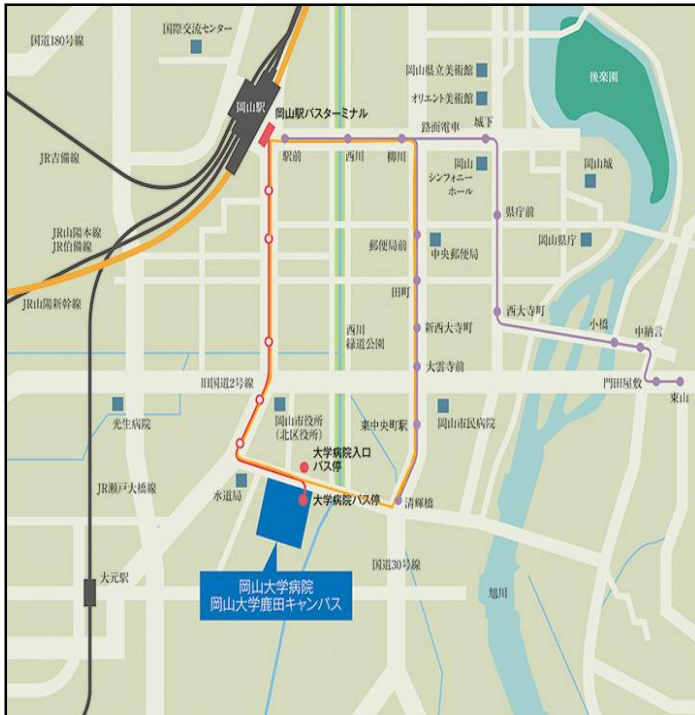 国道180号線
国際交流センター
岡山駅
岡山駅バスターミナル
岡山県立美術館
オリエント美術館
後楽園
路面電車
城下
駅前
西川
柳川
岡山
シンフォニー
ホール
岡山城
JR吉備線
県庁前
JR山陽本線
JR伯備線
郵便局前
中央郵便局
岡山県庁
田町
JR山陽新幹線
西大寺町
小橋
中納言
西川
緑道公園
新西大寺町
大雲寺前
旧国道2号線
門田屋敷
東山
光生病院
岡山市役所
(北区役所)
東中央町駅
岡山市民病院
大学病院入口
バス停
JR瀬戸大橋線
水道局
大学病院バス停
清輝橋
国道30号線
大元駅
岡山大学病院
岡山大学鹿田キャンパス
旭川